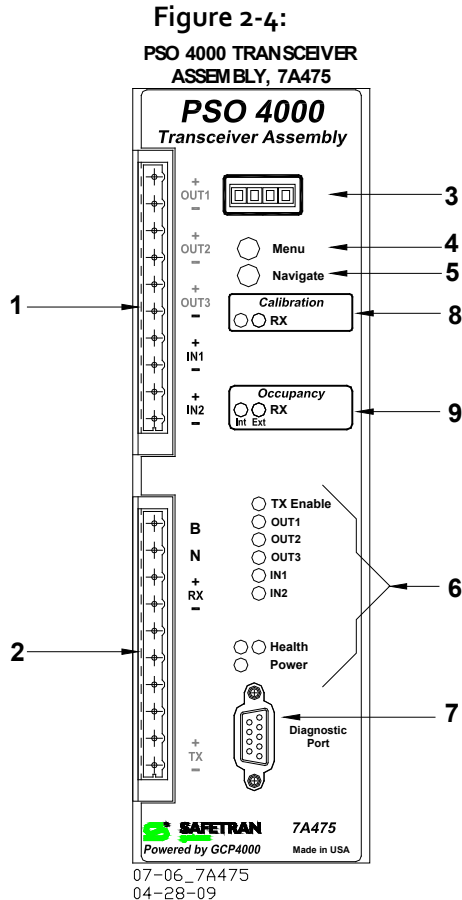 Figure 2-4:
PSO 4000 TRANSCEIVER
ASSEMBLY, 7A475
PSO 4000
Transceiver Assembly
+
OUT1
−
3
+
OUT2
−
Menu
4
Navigate
5
+
OUT3
−
Calibration
RX
8
1
+
IN1
−
+
IN2
−
Occupancy
RX
Int Ext
9
TX Enable
OUT1
OUT2
OUT3
IN1
IN2
6
B
N
+
RX
−
2
Health
Power
7
Diagnostic
Port
+
TX
−
SAFETRAN 7A475
Powered by GCP4000 Made in USA
07-06_7A475
04-28-09